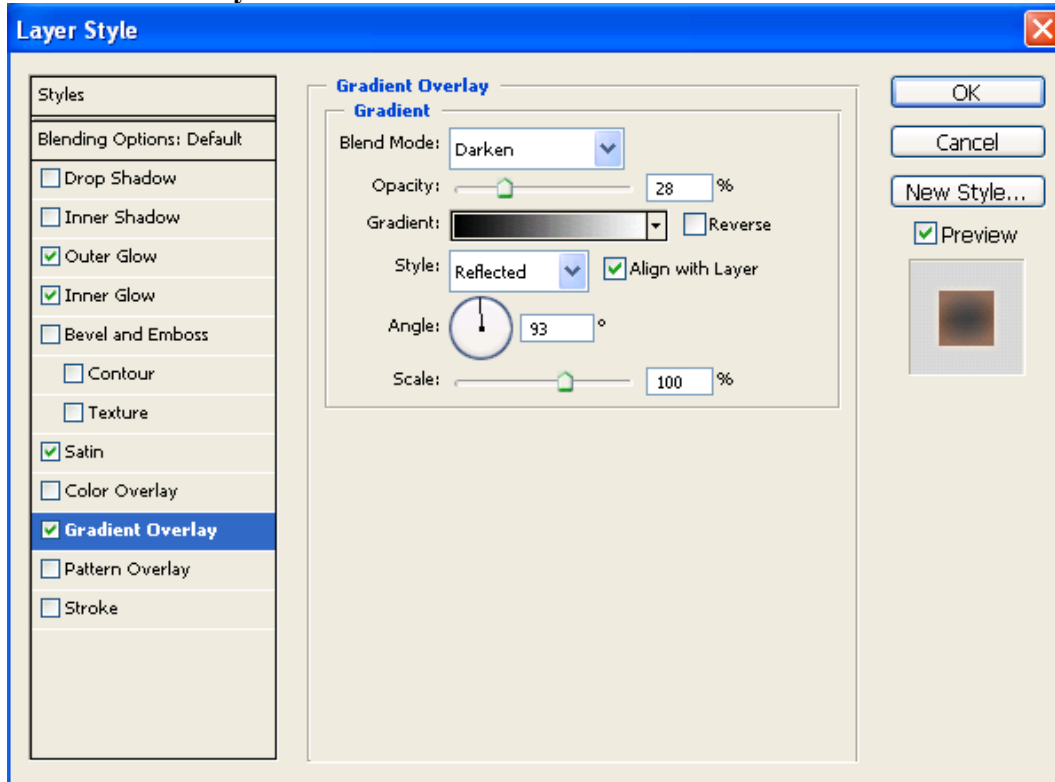 Layer Style
Styles
Blending Options: Default
Drop Shadow
Inner Shadow
Outer Glow
Inner Glow
Bevel and Emboss
Contour
Texture
Satin
Color Overlay
Gradient Overlay
Pattern Overlay
Stroke
Gradient Overlay
Gradient
Blend Mode: Darken
Opacity: 28 %
Gradient: Reverse
Style: Reflected Align with Layer
Angle: 93 °
Scale: 100 %
OK
Cancel
New Style...
Preview